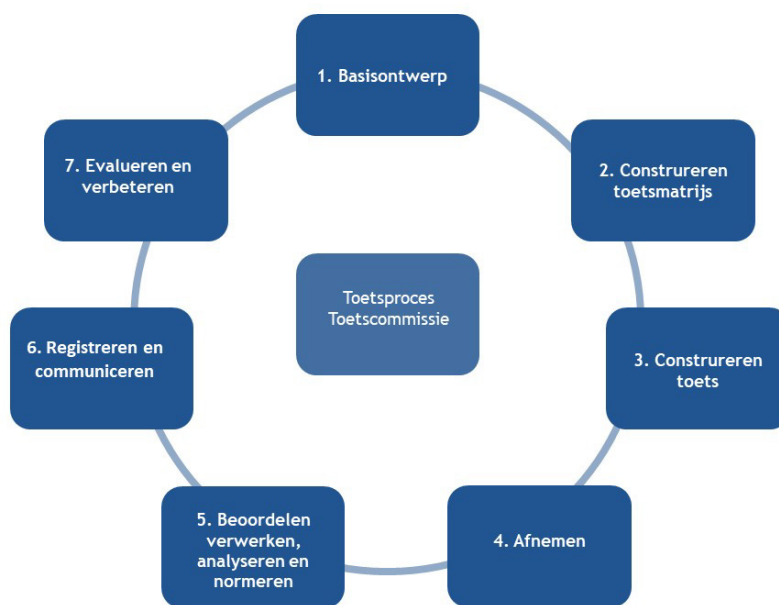 1. Basisontwerp
2. Construreren
toetsmatrijs
3. Construreren
toets
4. Afnemen
5. Beoordelen
verwerken,
analyseren en
normeren
6. Registreren en
communiceren
7. Evalueren en
verbeteren
Toetsproces
Toetscommissie